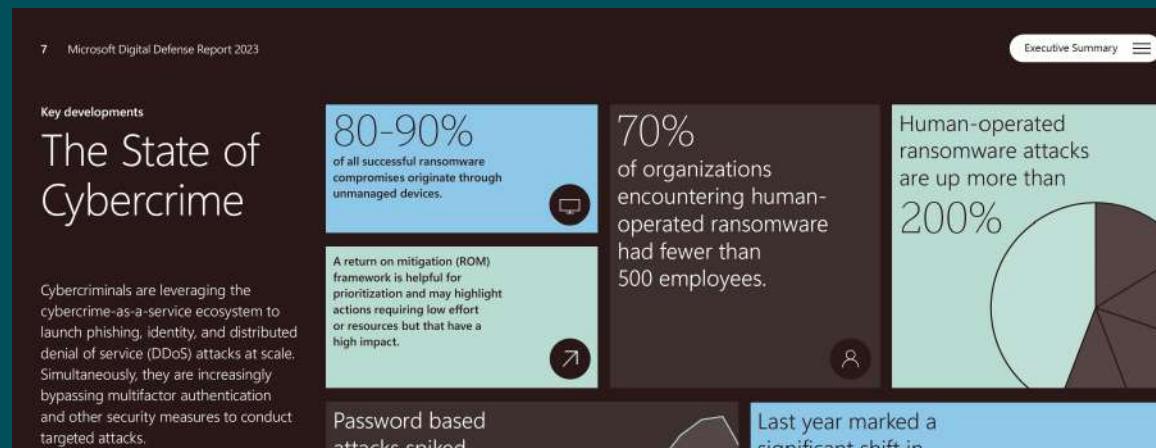 7 Microsoft Digital Defense Report 2023
Executive Summary
Key developments
The State of
Cybercrime
Cybercriminals are leveraging the
cybercrime-as-a-service ecosystem to
launch phishing, identity, and distributed
denial of service (DDoS) attacks at scale.
Simultaneously, they are increasingly
bypassing multifactor authentication
and other security measures to conduct
targeted attacks.
80-90%
of all successful ransomware
compromises originate through
unmanaged devices.
A return on mitigation (ROM)
framework is helpful for
prioritization and may highlight
actions requiring low effort
or resources but that have a
high impact.
70%
of organizations
encountering human-
operated ransomware
had fewer than
500 employees.
Human-operated
ransomware attacks
are up more than
200%
Password based
attacks spiked
Last year marked a
significant shift in